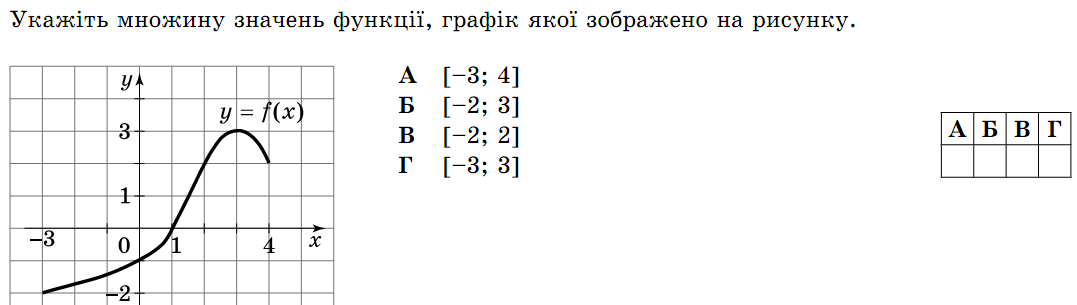 Укажіть множину значень функції, графік якої зображено на рисунку.
y
y = f(x)
3
1
−3
0
1
4
x
−2
А [−3; 4]
Б [−2; 3]
В [−2; 2]
Г [−3; 3]
А Б В Г